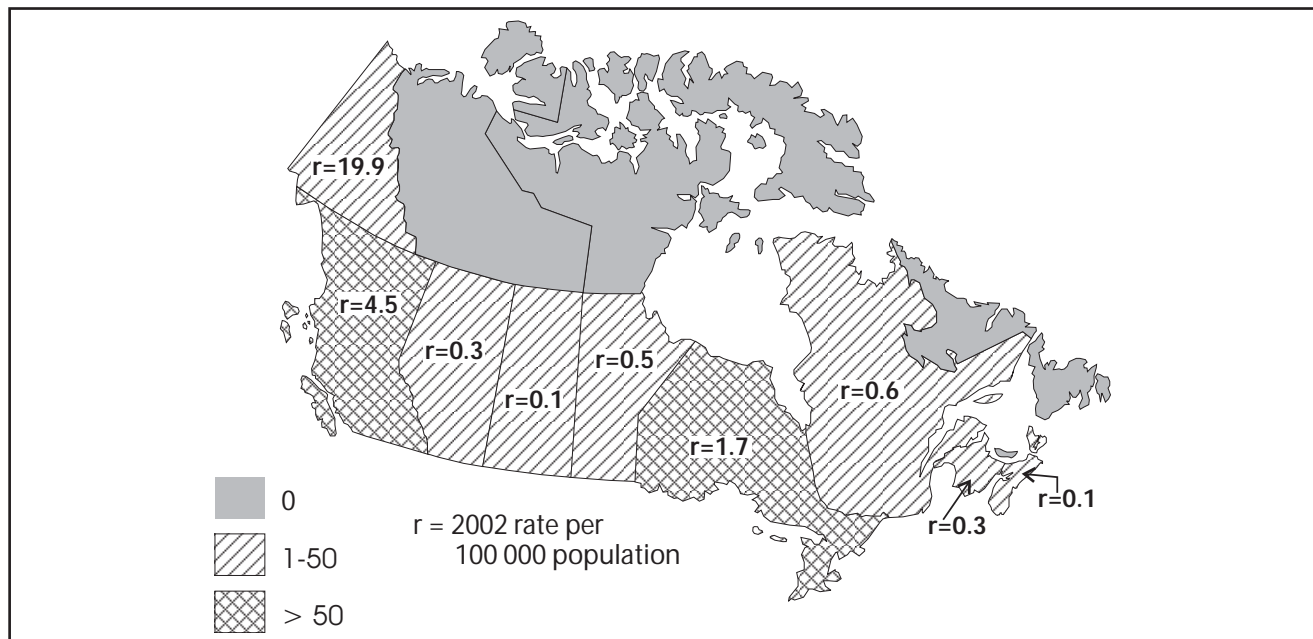 r=19.9
r=4.5
r=0.3
r=0.1
r=0.5
r=1.7
r=0.6
r=0.3
r=0.1
0
1-50
> 50
r = 2002 rate per
100 000 population